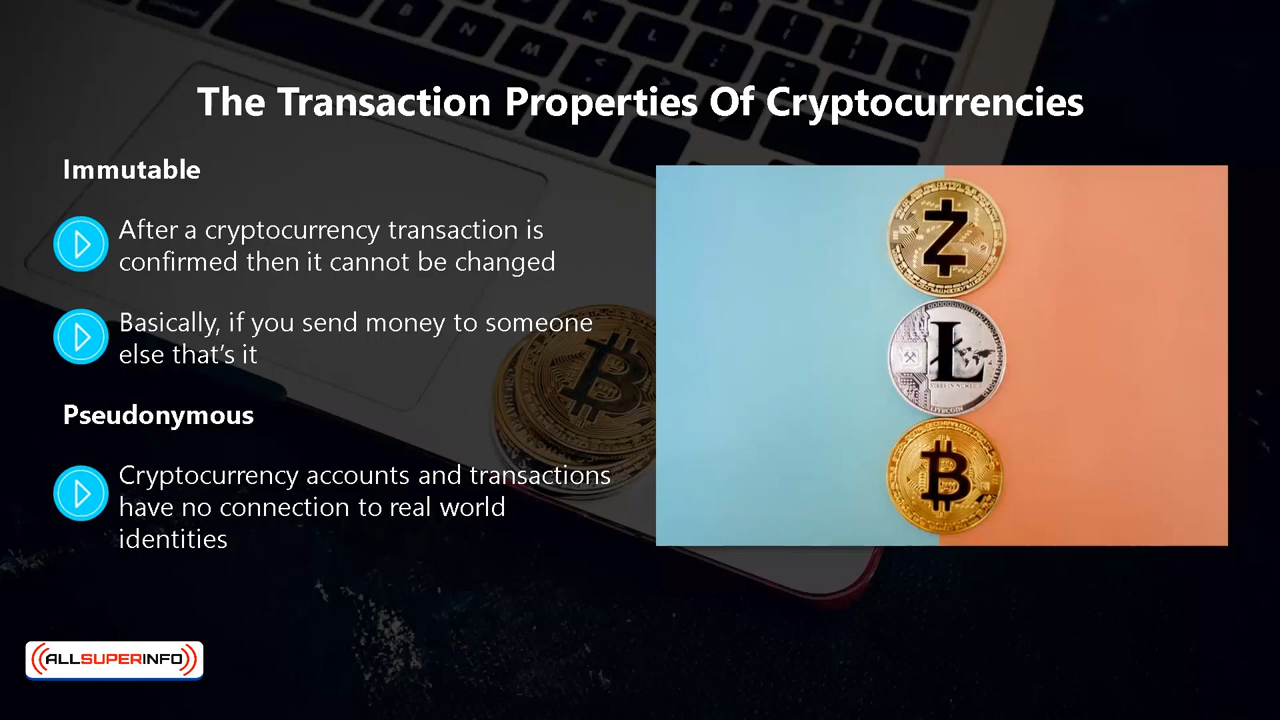 The Transaction Properties Of Cryptocurrencies
Immutable
After a cryptocurrency transaction is
confirmed then it cannot be changed
Basically, if you send money to someone
else that's it
Pseudonymous
Cryptocurrency accounts and transactions
have no connection to real world
identities
ALLSUPERINFO
B
N
M
K
L
LITECOIN